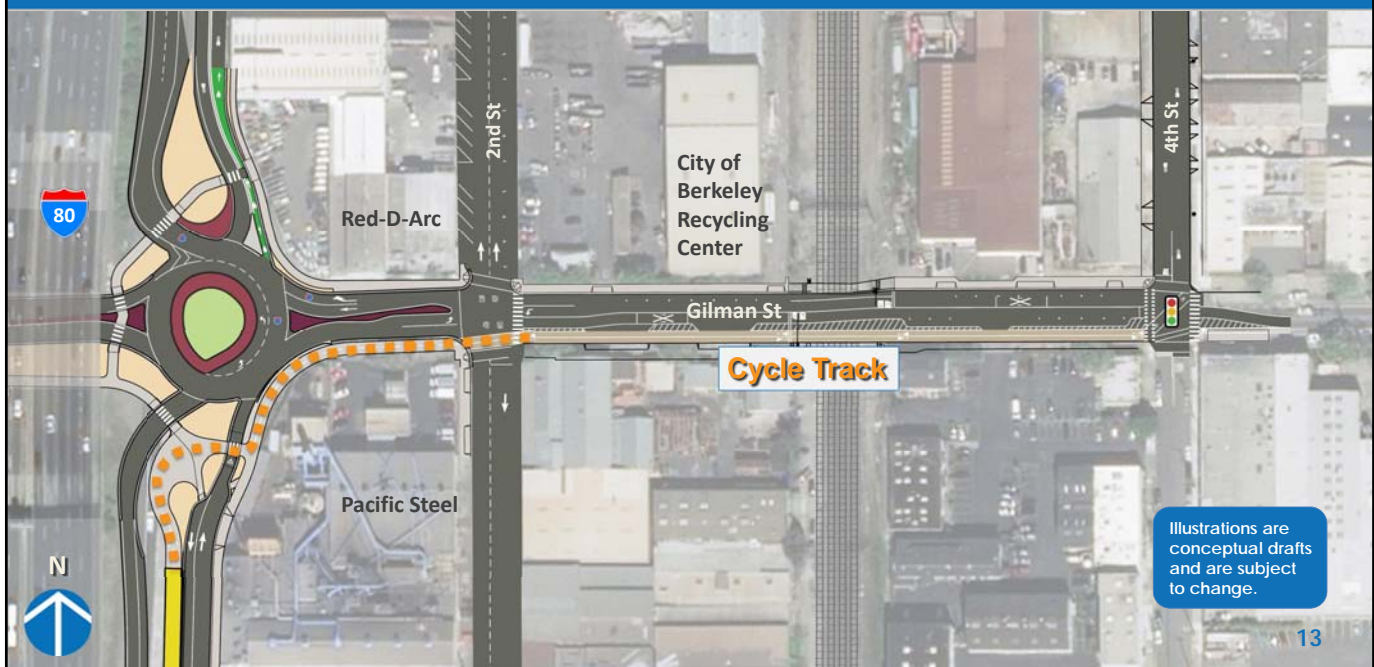 2nd St
4th St
80
Red-D-Arc
City of
Berkeley
Recycling
Center
Gilman St
Cycle Track
Pacific Steel
N
Illustrations are
conceptual drafts
and are subject
to change.
13